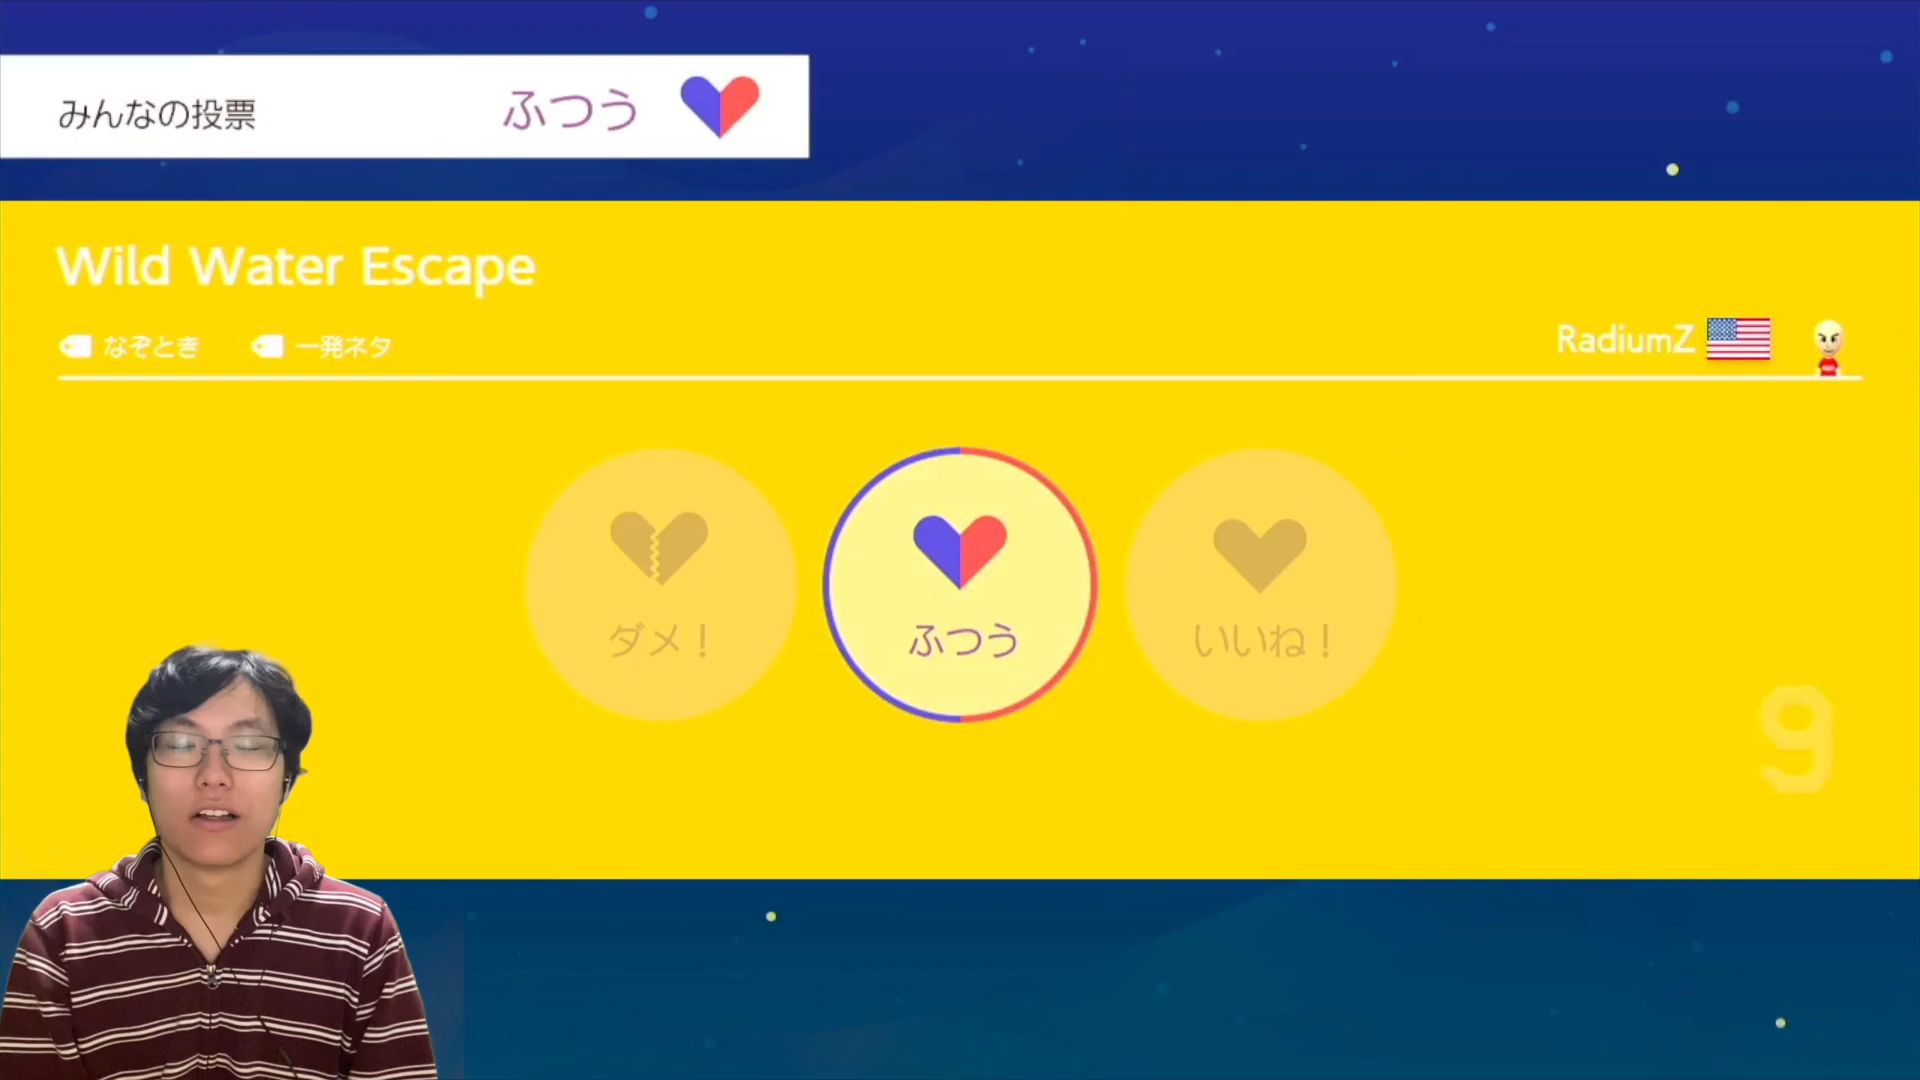 みんなの投票 ふつう
Wild Water Escape
なぞとき 一発ネタ
RadiumZ
ダメ! ふつう いいね!
9